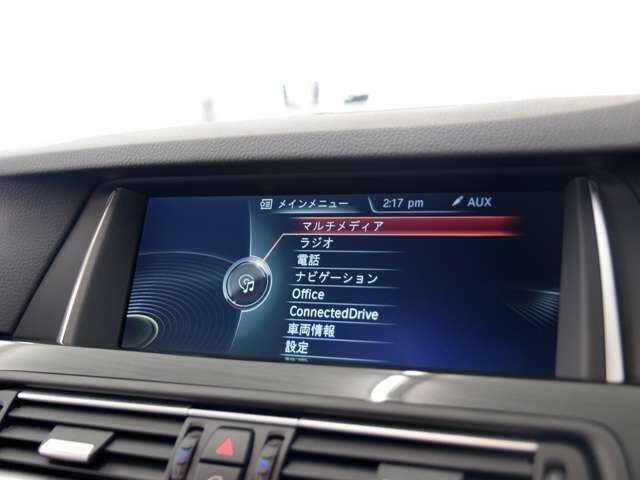 メインメニュー 2:17 pm AUX
マルチメディア
ラジオ
電話
ナビゲーション
Office
ConnectedDrive
車両情報
設定